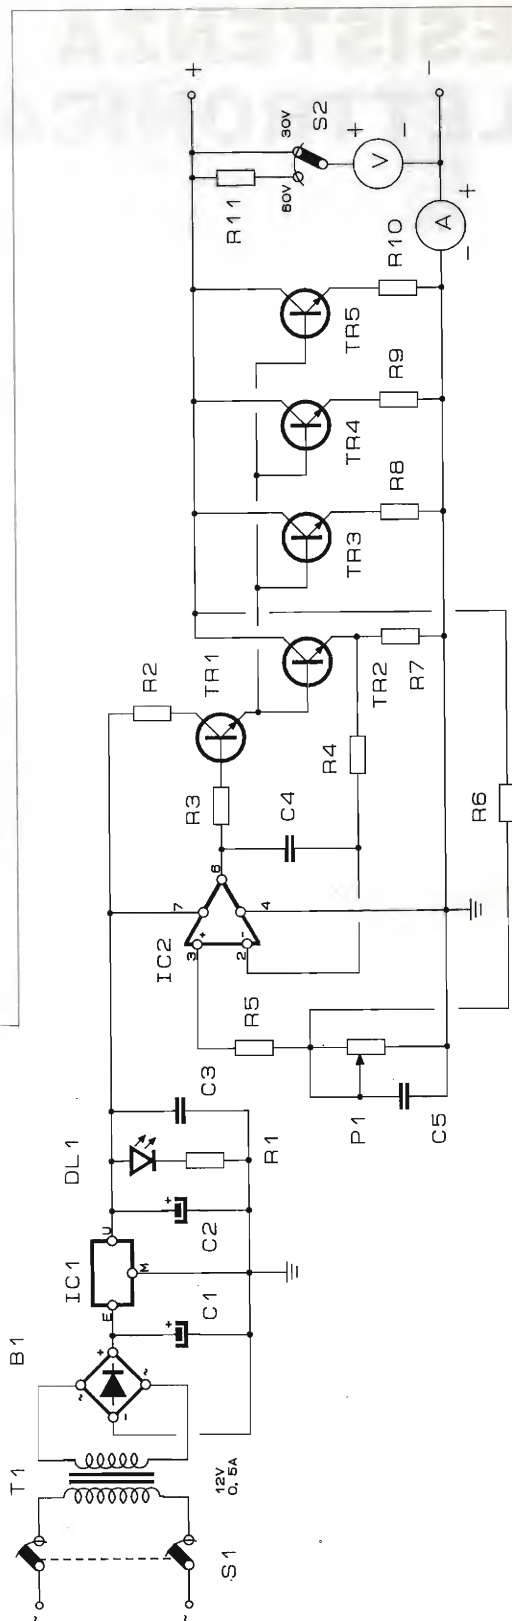 ESISTENZA
LETTRONICA
S1
T1
12V
0,5A
B1
~
~
+
-
IC1
E
U
M
C1
+
C2
+
DL1
R1
C3
IC2
3
+
2
-
7
4
6
R5
P1
C5
R3
C4
R2
TR1
R4
TR2
R7
R6
TR3
R8
TR4
R9
TR5
R10
R11
60V
30V
S2
+
V
-
+
A
-
+
-
~
~